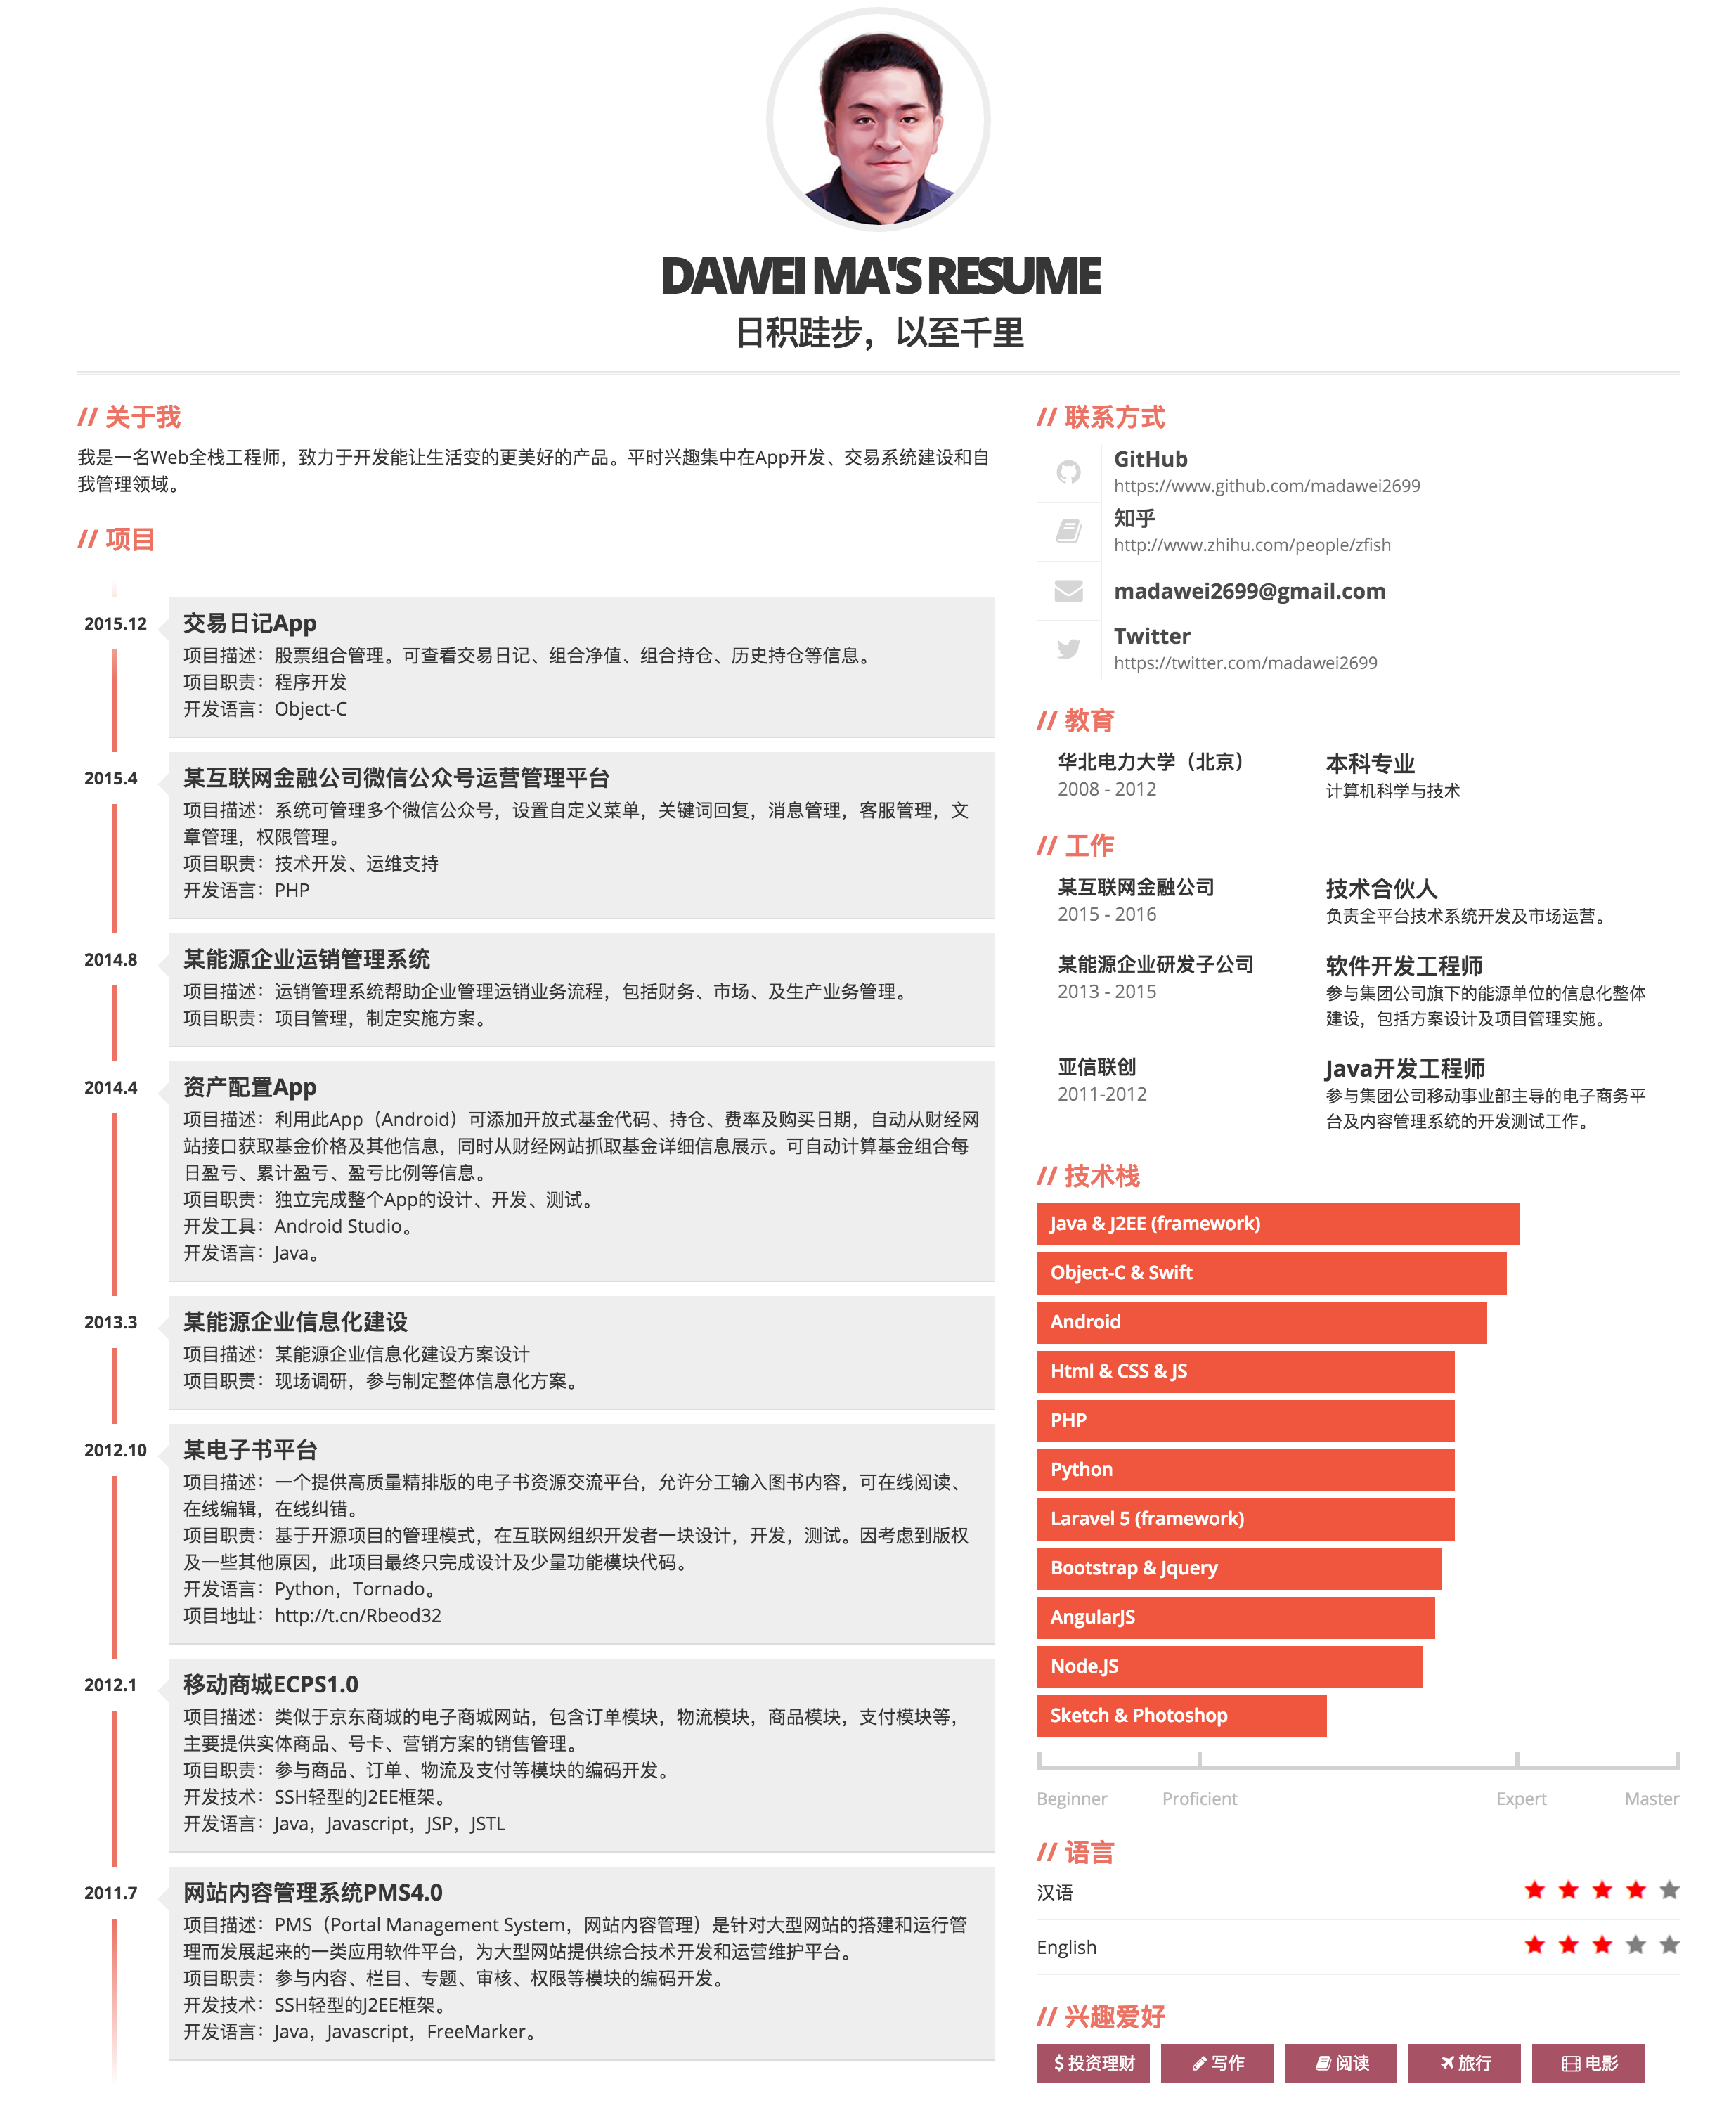 DAWEI MA'S RESUME
日积跬步，以至千里
// 关于我
我是一名Web全栈工程师，致力于开发能让生活变的更美好的产品。平时兴趣集中在App开发、交易系统建设和自
我管理领域。
// 项目
2015.12
交易日记App
项目描述：股票组合管理。可查看交易日记、组合净值、组合持仓、历史持仓等信息。
项目职责：程序开发
开发语言：Object-C
2015.4
某互联网金融公司微信公众号运营管理平台
项目描述：系统可管理多个微信公众号，设置自定义菜单，关键词回复，消息管理，客服管理，文
章管理，权限管理。
项目职责：技术开发、运维支持
开发语言：PHP
2014.8
某能源企业运销管理系统
项目描述：运销管理系统帮助企业管理运销业务流程，包括财务、市场、及生产业务管理。
项目职责：项目管理，制定实施方案。
2014.4
资产配置App
项目描述：利用此App（Android）可添加开放式基金代码、持仓、费率及购买日期，自动从财经网
站接口获取基金价格及其他信息，同时从财经网站抓取基金详细信息展示。可自动计算基金组合每
日盈亏、累计盈亏、盈亏比例等信息。
项目职责：独立完成整个App的设计、开发、测试。
开发工具：Android Studio。
开发语言：Java。
2013.3
某能源企业信息化建设
项目描述：某能源企业信息化建设方案设计
项目职责：现场调研，参与制定整体信息化方案。
2012.10
某电子书平台
项目描述：一个提供高质量精排版的电子书资源交流平台，允许分工输入图书内容，可在线阅读、
在线编辑，在线纠错。
项目职责：基于开源项目的管理模式，在互联网组织开发者一块设计，开发，测试。因考虑到版权
及一些其他原因，此项目最终只完成设计及少量功能模块代码。
开发语言：Python，Tornado。
项目地址：http://t.cn/Rbeod32
2012.1
移动商城ECPS1.0
项目描述：类似于京东商城的电子商城网站，包含订单模块，物流模块，商品模块，支付模块等，
主要提供实体商品、号卡、营销方案的销售管理。
项目职责：参与商品、订单、物流及支付等模块的编码开发。
开发技术：SSH轻型的J2EE框架。
开发语言：Java，Javascript，JSP，JSTL
2011.7
网站内容管理系统PMS4.0
项目描述：PMS（Portal Management System，网站内容管理）是针对大型网站的搭建和运行管
理而发展起来的一类应用软件平台，为大型网站提供综合技术开发和运营维护平台。
项目职责：参与内容、栏目、专题、审核、权限等模块的编码开发。
开发技术：SSH轻型的J2EE框架。
开发语言：Java，Javascript，FreeMarker。
// 联系方式
GitHub
https://www.github.com/madawei2699
知乎
http://www.zhihu.com/people/zfish
madawei2699@gmail.com
Twitter
https://twitter.com/madawei2699
// 教育
华北电力大学（北京）
2008 - 2012
本科专业
计算机科学与技术
// 工作
某互联网金融公司
2015 - 2016
技术合伙人
负责全平台技术系统开发及市场运营。
某能源企业研发子公司
2013 - 2015
软件开发工程师
参与集团公司旗下的能源单位的信息化整体
建设，包括方案设计及项目管理实施。
亚信联创
2011-2012
Java开发工程师
参与集团公司移动事业部主导的电子商务平
台及内容管理系统的开发测试工作。
// 技术栈
Java & J2EE (framework)
Object-C & Swift
Android
Html & CSS & JS
PHP
Python
Laravel 5 (framework)
Bootstrap & Jquery
AngularJS
Node.JS
Sketch & Photoshop
Beginner Proficient Expert Master
// 语言
汉语
English
// 兴趣爱好
投资理财 写作 阅读 旅行 电影